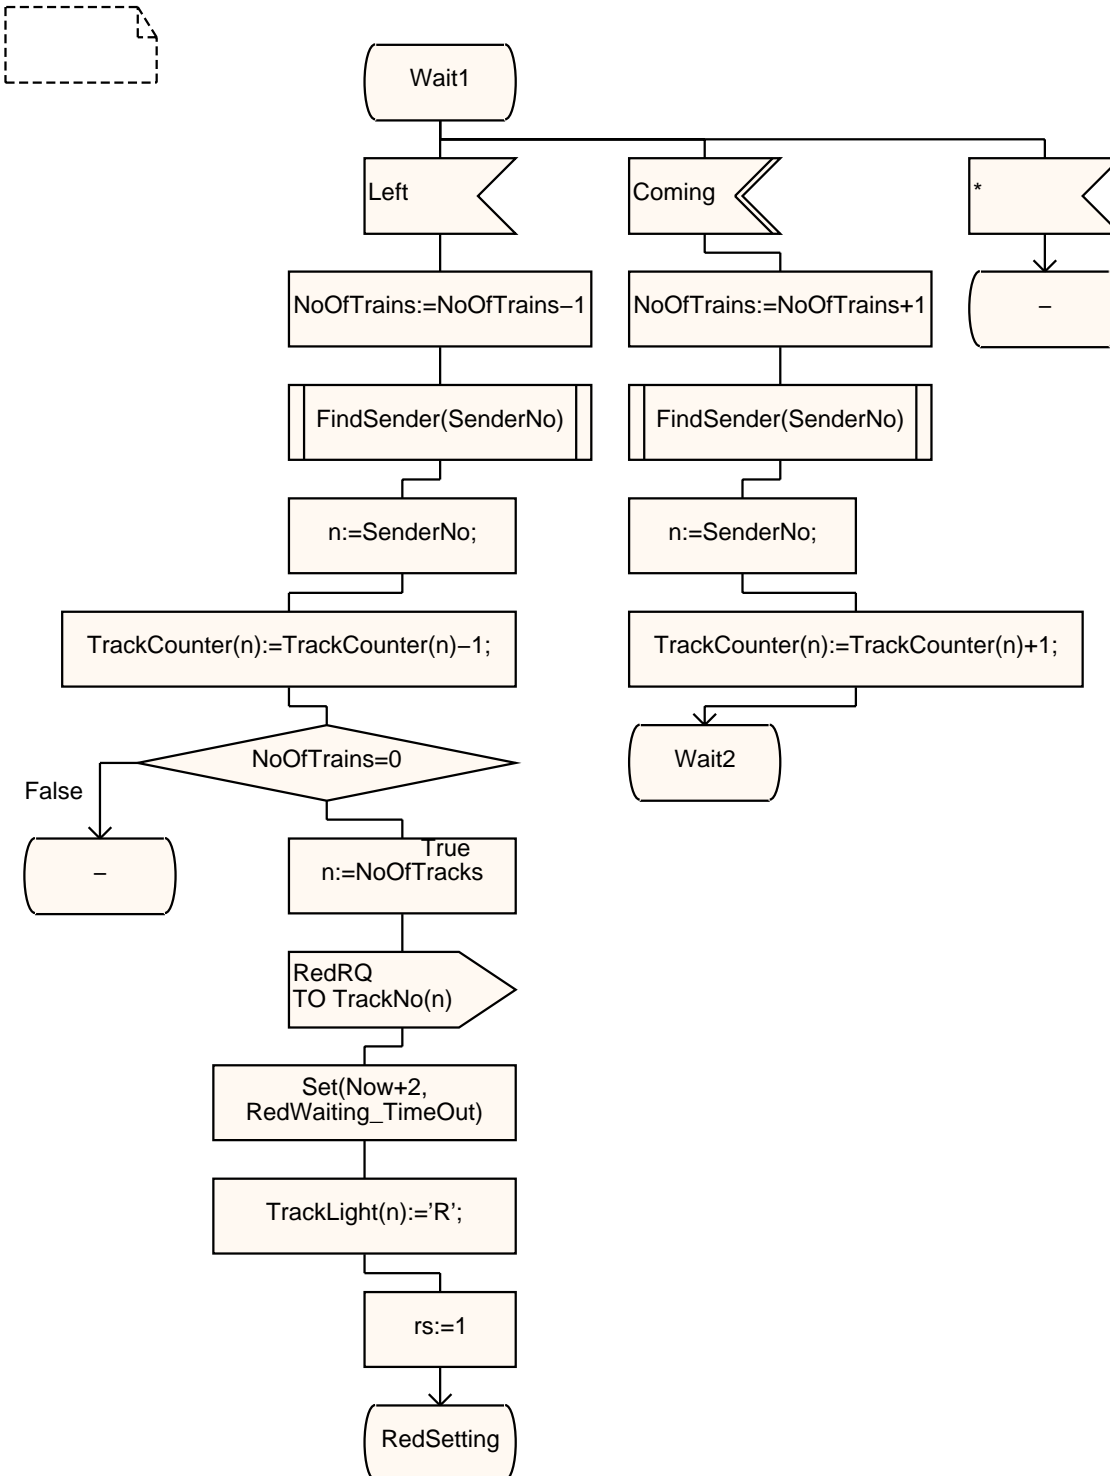 Wait1
Left
Coming
*
NoOfTrains:=NoOfTrains−1
NoOfTrains:=NoOfTrains+1
−
FindSender(SenderNo)
FindSender(SenderNo)
n:=SenderNo;
n:=SenderNo;
TrackCounter(n):=TrackCounter(n)−1;
TrackCounter(n):=TrackCounter(n)+1;
NoOfTrains=0
Wait2
False
−
True
n:=NoOfTracks
RedRQ
TO TrackNo(n)
Set(Now+2,
RedWaiting_TimeOut)
TrackLight(n):=’R’;
rs:=1
RedSetting